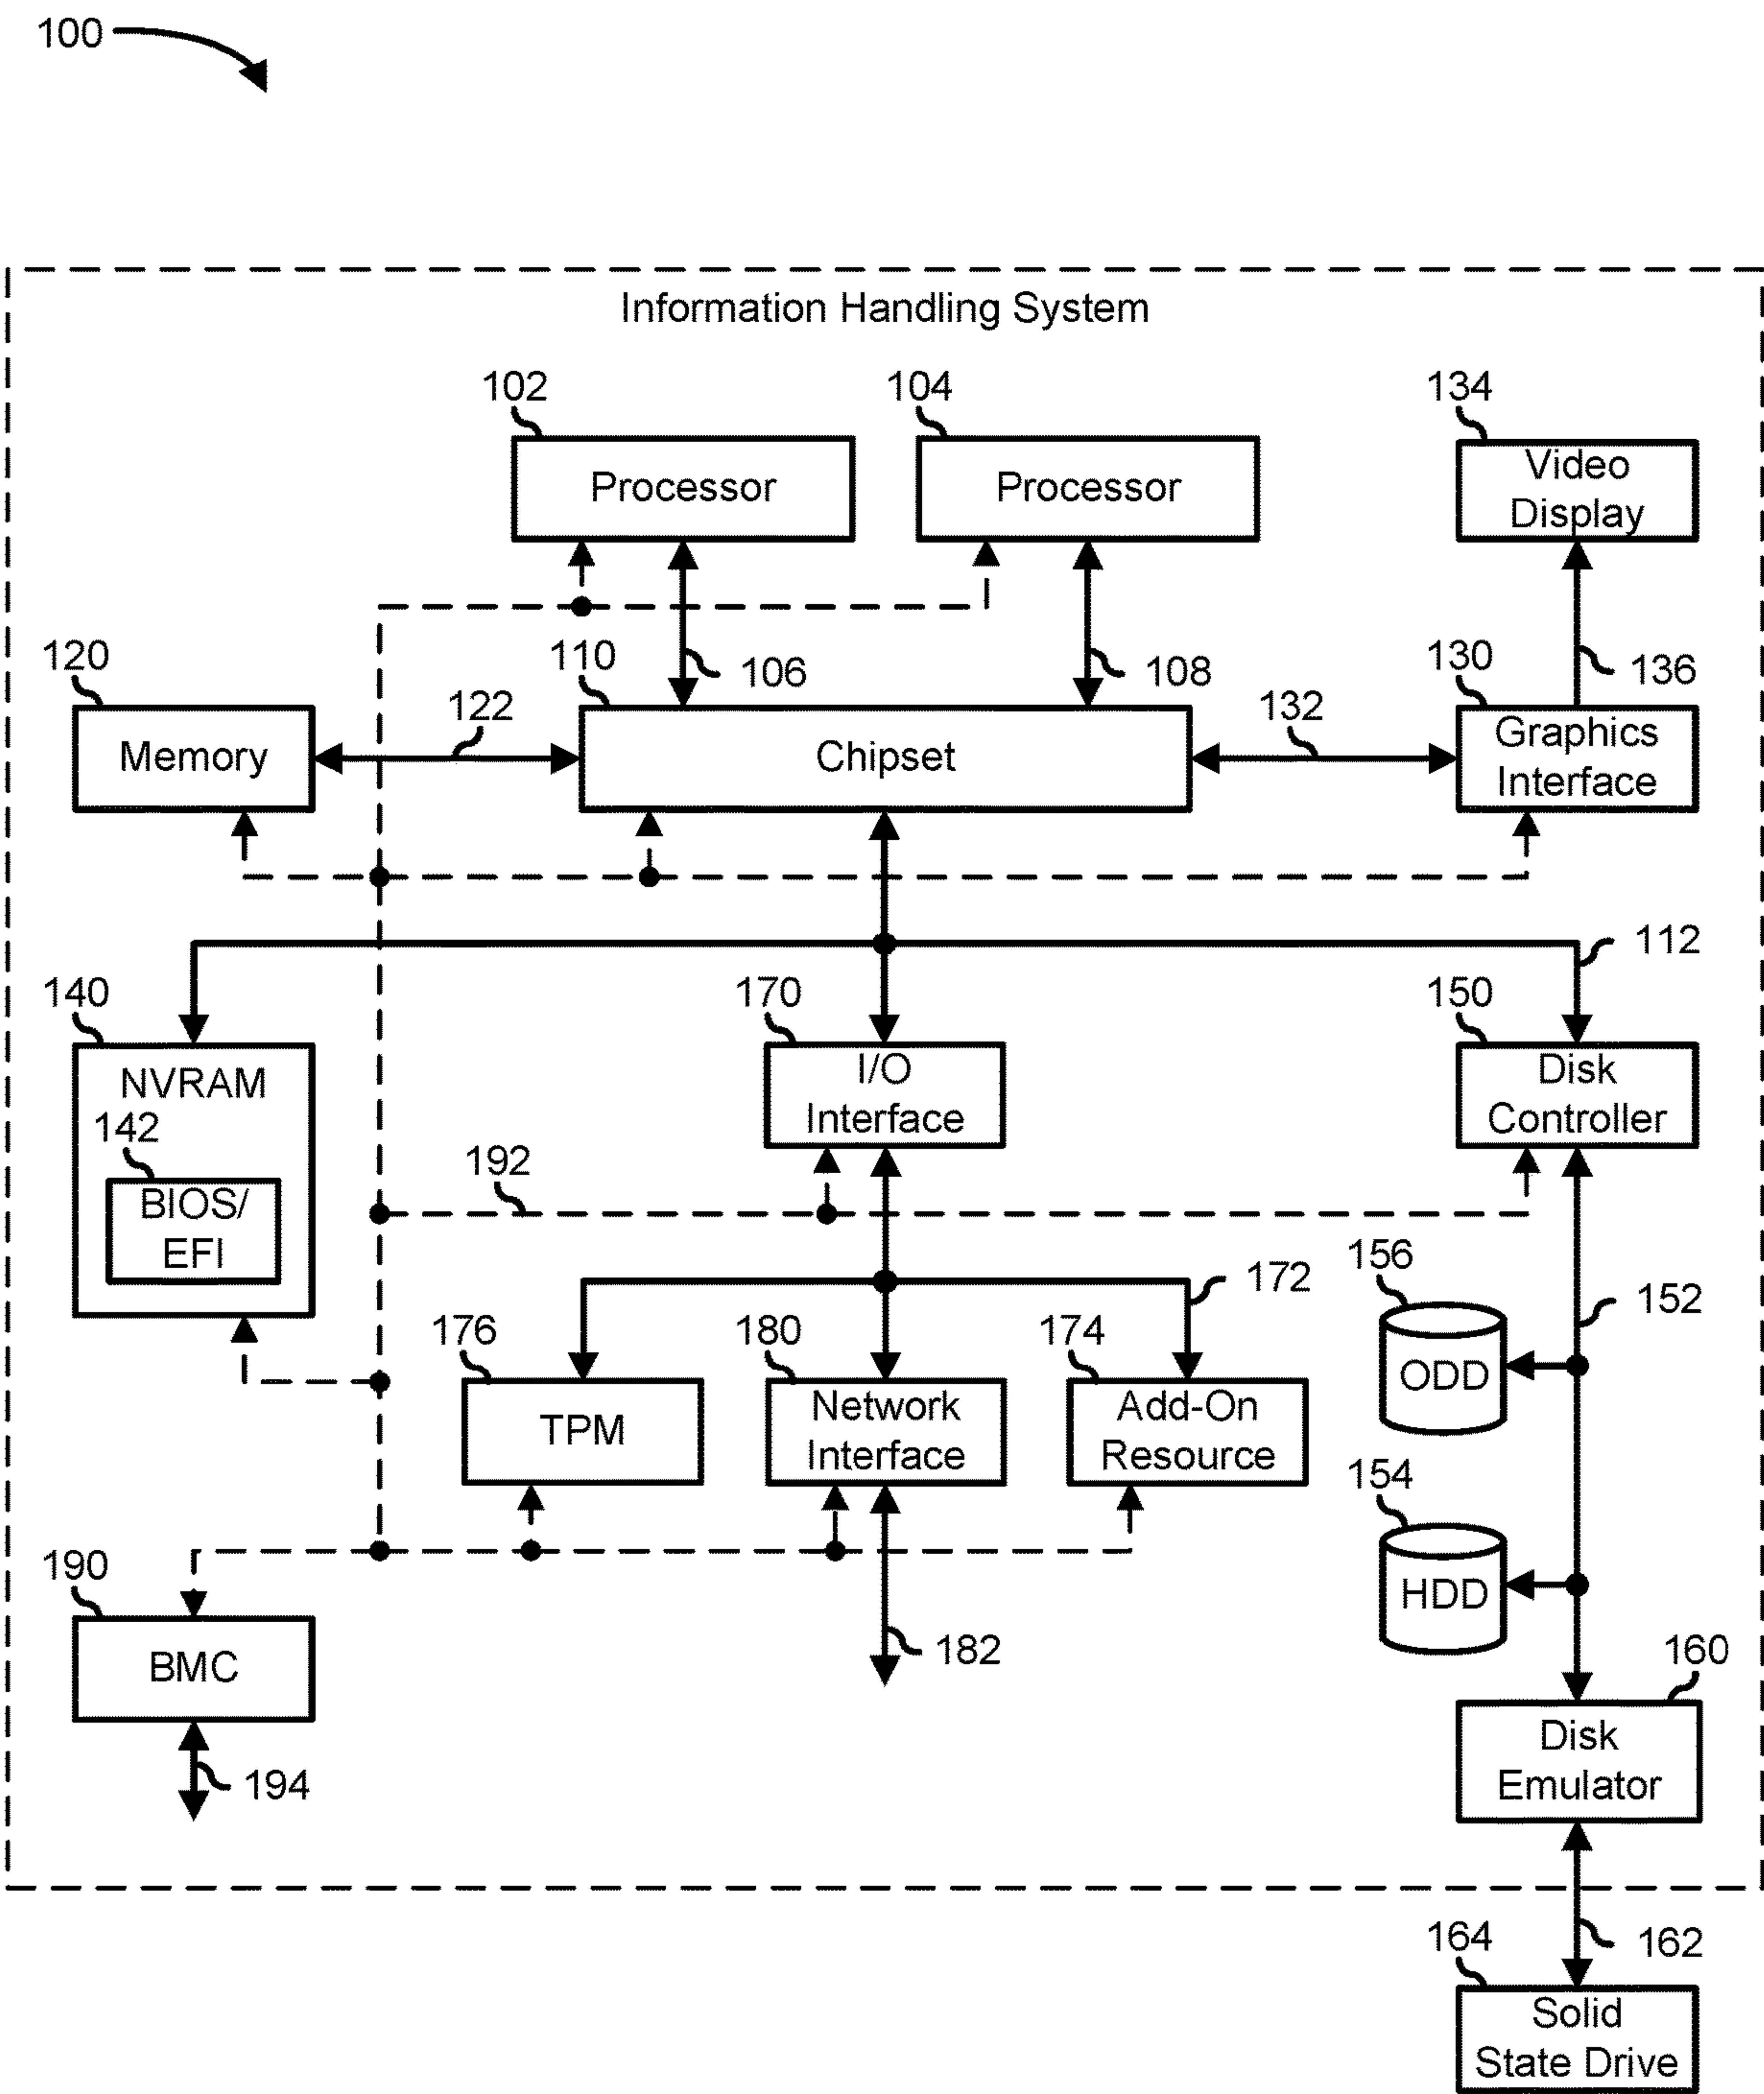 100
Information Handling System
102
104
134
Processor
Processor
Video
Display
120
110
106
108
130
136
122
132
Memory
Chipset
Graphics
Interface
112
140
170
150
NVRAM
I/O
Interface
Disk
Controller
142
BIOS/
EFI
192
156
172
152
176
180
174
ODD
TPM
Network
Interface
Add-On
Resource
154
HDD
190
182
160
BMC
Disk
Emulator
194
164
162
Solid
State Drive